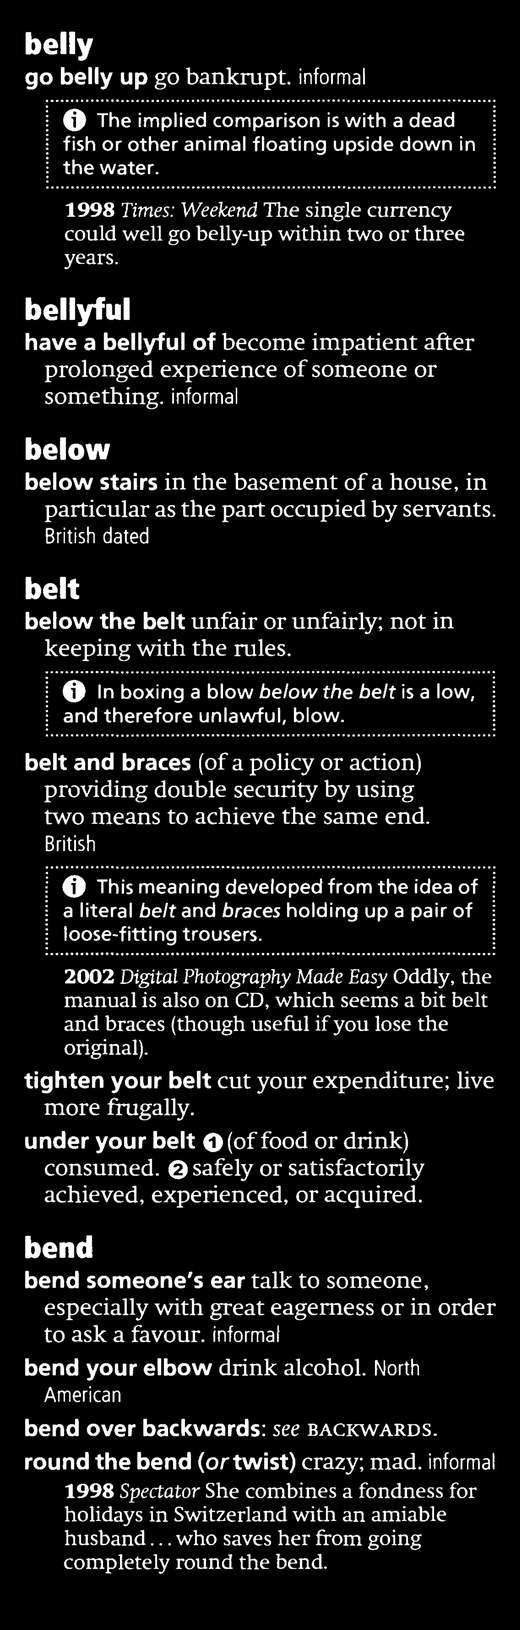 belly
go belly up go bankrupt. informal
ⓘ The implied comparison is with a dead
fish or other animal floating upside down in
the water.
1998 Times: Weekend The single currency
could well go belly-up within two or three
years.
bellyful
have a bellyful of become impatient after
prolonged experience of someone or
something. informal
below
below stairs in the basement of a house, in
particular as the part occupied by servants.
British dated
belt
below the belt unfair or unfairly; not in
keeping with the rules.
ⓘ In boxing a blow below the belt is a low,
and therefore unlawful, blow.
belt and braces (of a policy or action)
providing double security by using
two means to achieve the same end.
British
ⓘ This meaning developed from the idea of
a literal belt and braces holding up a pair of
loose-fitting trousers.
2002 Digital Photography Made Easy Oddly, the
manual is also on CD, which seems a bit belt
and braces (though useful if you lose the
original).
tighten your belt cut your expenditure; live
more frugally.
under your belt ❶ (of food or drink)
consumed. ❷ safely or satisfactorily
achieved, experienced, or acquired.
bend
bend someone's ear talk to someone,
especially with great eagerness or in order
to ask a favour. informal
bend your elbow drink alcohol. North
American
bend over backwards: see BACKWARDS.
round the bend (or twist) crazy; mad. informal
1998 Spectator She combines a fondness for
holidays in Switzerland with an amiable
husband... who saves her from going
completely round the bend.